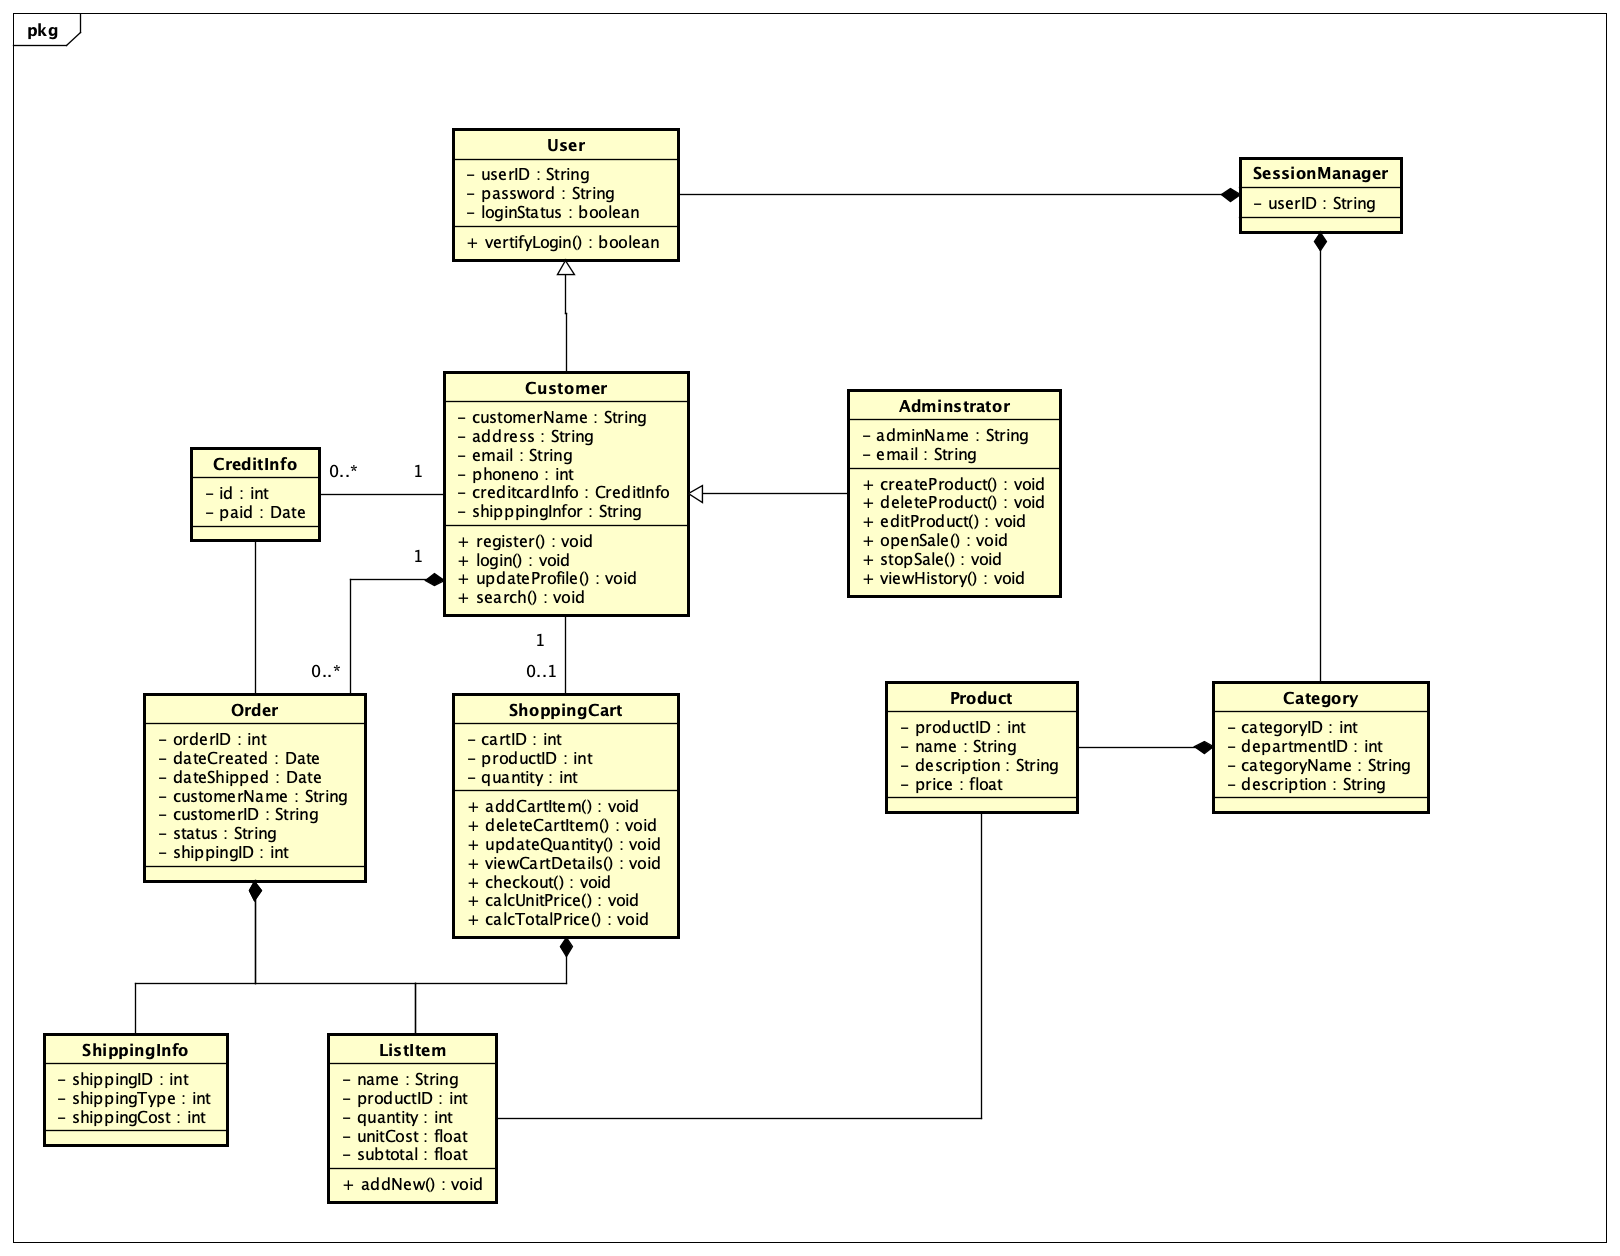 pkg
User
- userID : String
- password : String
- loginStatus : boolean
+ vertifyLogin() : boolean
SessionManager
- userID : String
Customer
- customerName : String
- address : String
- email : String
- phoneno : int
- creditcardInfo : CreditInfo
- shipppingInfor : String
+ register() : void
+ login() : void
+ updateProfile() : void
+ search() : void
Adminstrator
- adminName : String
- email : String
+ createProduct() : void
+ deleteProduct() : void
+ editProduct() : void
+ openSale() : void
+ stopSale() : void
+ viewHistory() : void
CreditInfo
- id : int
- paid : Date
0..*
1
1
0..*
1
0..1
Order
- orderID : int
- dateCreated : Date
- dateShipped : Date
- customerName : String
- customerID : String
- status : String
- shippingID : int
ShoppingCart
- cartID : int
- productID : int
- quantity : int
+ addCartItem() : void
+ deleteCartItem() : void
+ updateQuantity() : void
+ viewCartDetails() : void
+ checkout() : void
+ calcUnitPrice() : void
+ calcTotalPrice() : void
Product
- productID : int
- name : String
- description : String
- price : float
Category
- categoryID : int
- departmentID : int
- categoryName : String
- description : String
ShippingInfo
- shippingID : int
- shippingType : int
- shippingCost : int
ListItem
- name : String
- productID : int
- quantity : int
- unitCost : float
- subtotal : float
+ addNew() : void